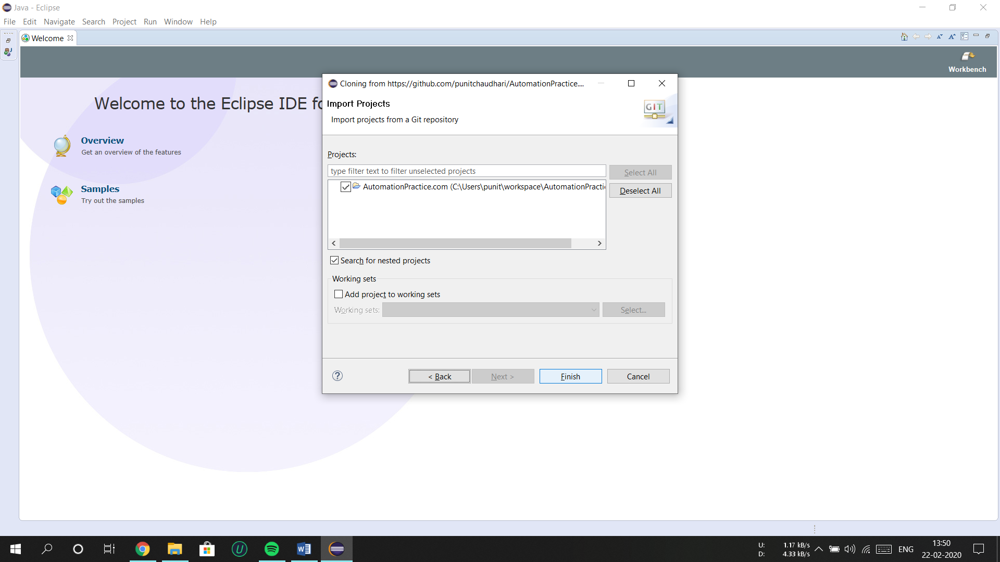 Java - Eclipse
File Edit Navigate Search Project Run Window Help
Welcome
Workbench
Welcome to the Eclipse IDE fo
Overview
Get an overview of the features
Samples
Try out the samples
Cloning from https://github.com/punitchaudhari/AutomationPractice....
Import Projects
Import projects from a Git repository
GIT
Projects:
type filter text to filter unselected projects
Select All
AutomationPractice.com (C:\Users\punit\workspace\AutomationPracti
Deselect All
Search for nested projects
Working sets
Add project to working sets
Working sets:
Select...
< Back
Next >
Finish
Cancel
U: 1.17 kB/s
D: 4.33 kB/s
ENG
13:50
22-02-2020